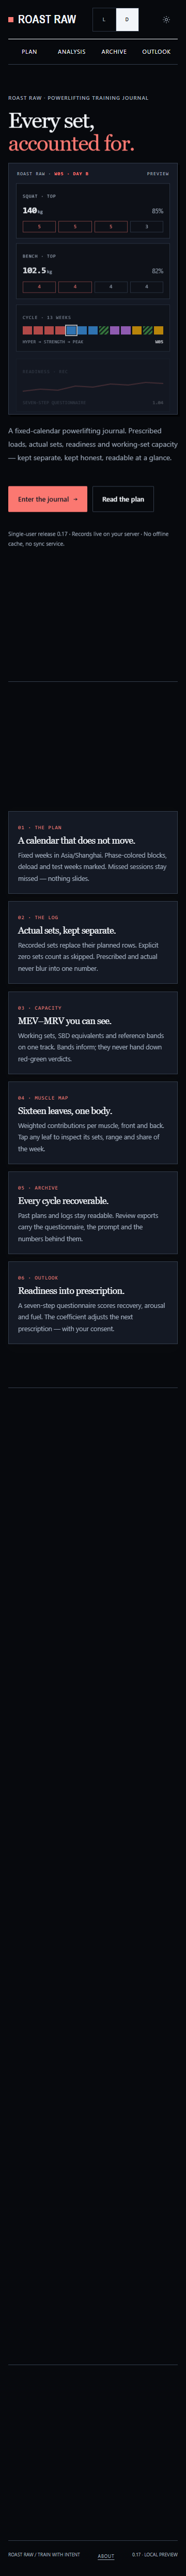 ROAST RAW
L
D
PLAN
ANALYSIS
ARCHIVE
OUTLOOK
ROAST RAW · POWERLIFTING TRAINING JOURNAL
Every set,
accounted for.
ROAST RAW · W05 · DAY B
PREVIEW
SQUAT · TOP
140 kg
85%
5
5
5
3
BENCH · TOP
102.5 kg
82%
4
4
4
4
CYCLE · 13 WEEKS
HYPER → STRENGTH → PEAK
W05
A fixed-calendar powerlifting journal. Prescribed
loads, actual sets, readiness and working-set capacity
— kept separate, kept honest, readable at a glance.
Enter the journal →
Read the plan
Single-user release 0.17 · Records live on your server · No offline
cache, no sync service.
01 · THE PLAN
A calendar that does not move.
Fixed weeks in Asia/Shanghai. Phase-colored blocks,
deload and test weeks marked. Missed sessions stay
missed — nothing slides.
02 · THE LOG
Actual sets, kept separate.
Recorded sets replace their planned rows. Explicit
zero sets count as skipped. Prescribed and actual
never blur into one number.
03 · CAPACITY
MEV–MRV you can see.
Working sets, SBD equivalents and reference bands
on one track. Bands inform; they never hand down
red-green verdicts.
04 · MUSCLE MAP
Sixteen leaves, one body.
Weighted contributions per muscle, front and back.
Tap any leaf to inspect its sets, range and share of
the week.
05 · ARCHIVE
Every cycle recoverable.
Past plans and logs stay readable. Review exports
carry the questionnaire, the prompt and the
numbers behind them.
06 · OUTLOOK
Readiness into prescription.
A seven-step questionnaire scores recovery, arousal
and fuel. The coefficient adjusts the next
prescription — with your consent.
ROAST RAW / TRAIN WITH INTENT
ABOUT
0.17 · LOCAL PREVIEW